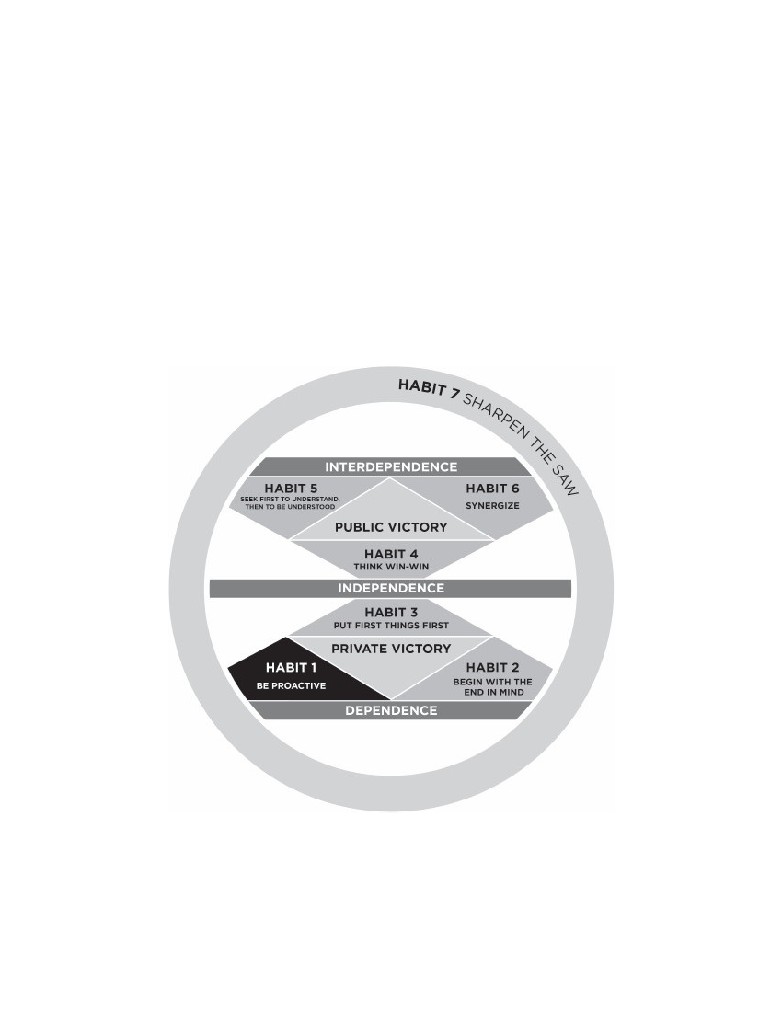 HABIT 7 SHARPEN THE SAW
INTERDEPENDENCE
HABIT 5
SEEK FIRST TO UNDERSTAND,
THEN TO BE UNDERSTOOD
HABIT 6
SYNERGIZE
PUBLIC VICTORY
HABIT 4
THINK WIN-WIN
INDEPENDENCE
HABIT 3
PUT FIRST THINGS FIRST
PRIVATE VICTORY
HABIT 1
BE PROACTIVE
HABIT 2
BEGIN WITH THE
END IN MIND
DEPENDENCE